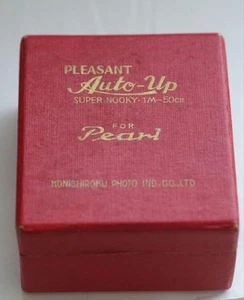 PLEASANT
Auto-Up
SUPER NOOKY·1M-50cm
FOR
Pearl
KONISHIROKU PHOTO IND. CO., LTD